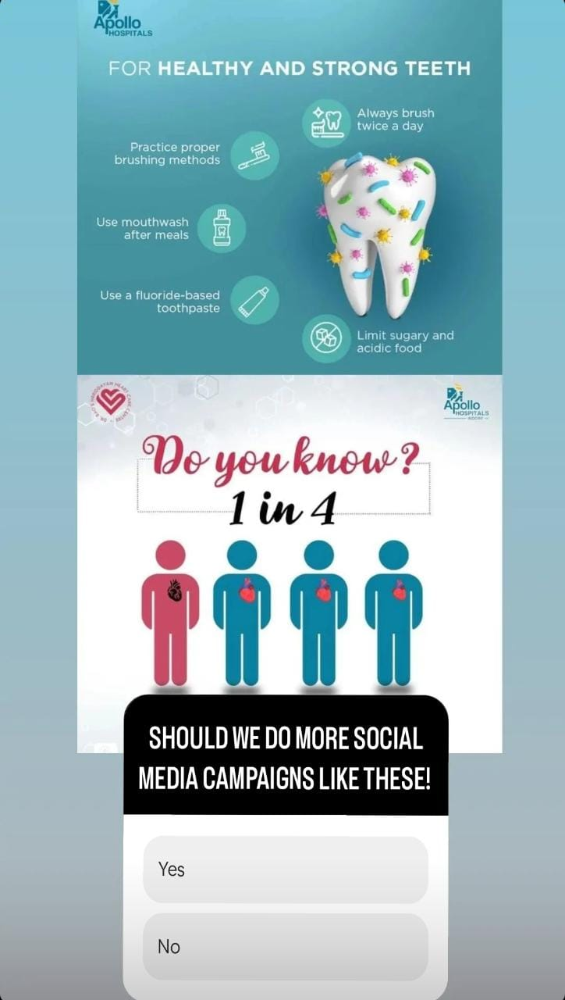 Apollo
HOSPITALS
FOR HEALTHY AND STRONG TEETH
Always brush
twice a day
Practice proper
brushing methods
Use mouthwash
after meals
Use a fluoride-based
toothpaste
Limit sugary and
acidic food
Apollo
HOSPITALS
INDORE
Do you know?
1 in 4
SHOULD WE DO MORE SOCIAL
MEDIA CAMPAIGNS LIKE THESE!
Yes
No